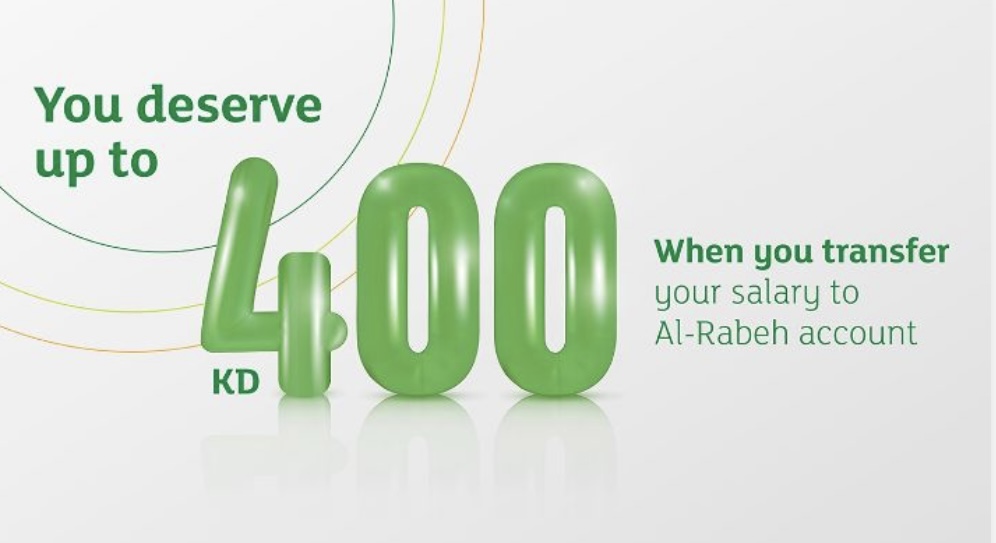 You deserve
up to
400
KD
When you transfer
your salary to
Al-Rabeh account